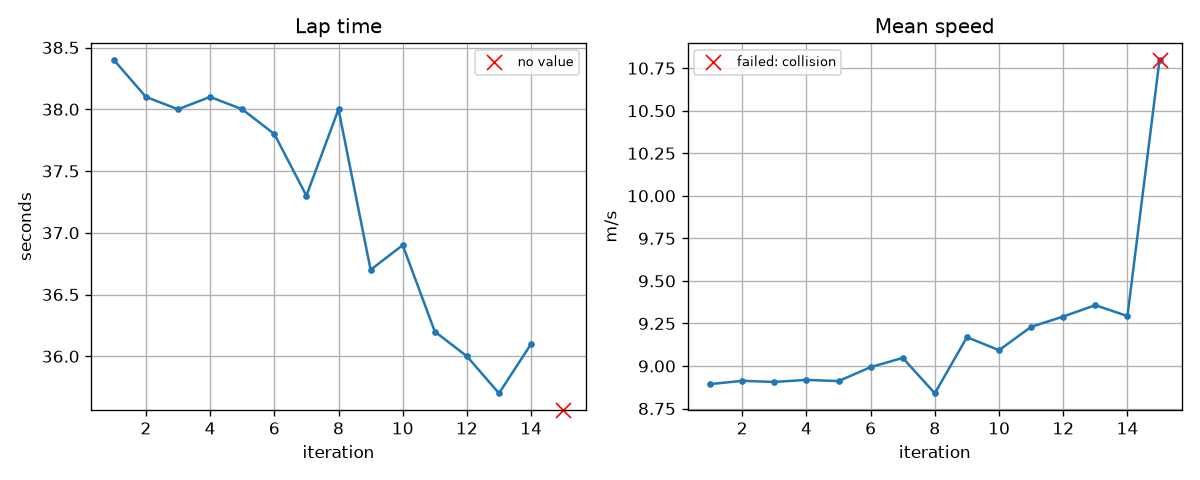 Lap time
no value
38.5
38.0
37.5
37.0
36.5
36.0
seconds
2 4 6 8 10 12 14
iteration
Mean speed
failed: collision
10.75
10.50
10.25
10.00
9.75
9.50
9.25
9.00
8.75
m/s
2 4 6 8 10 12 14
iteration